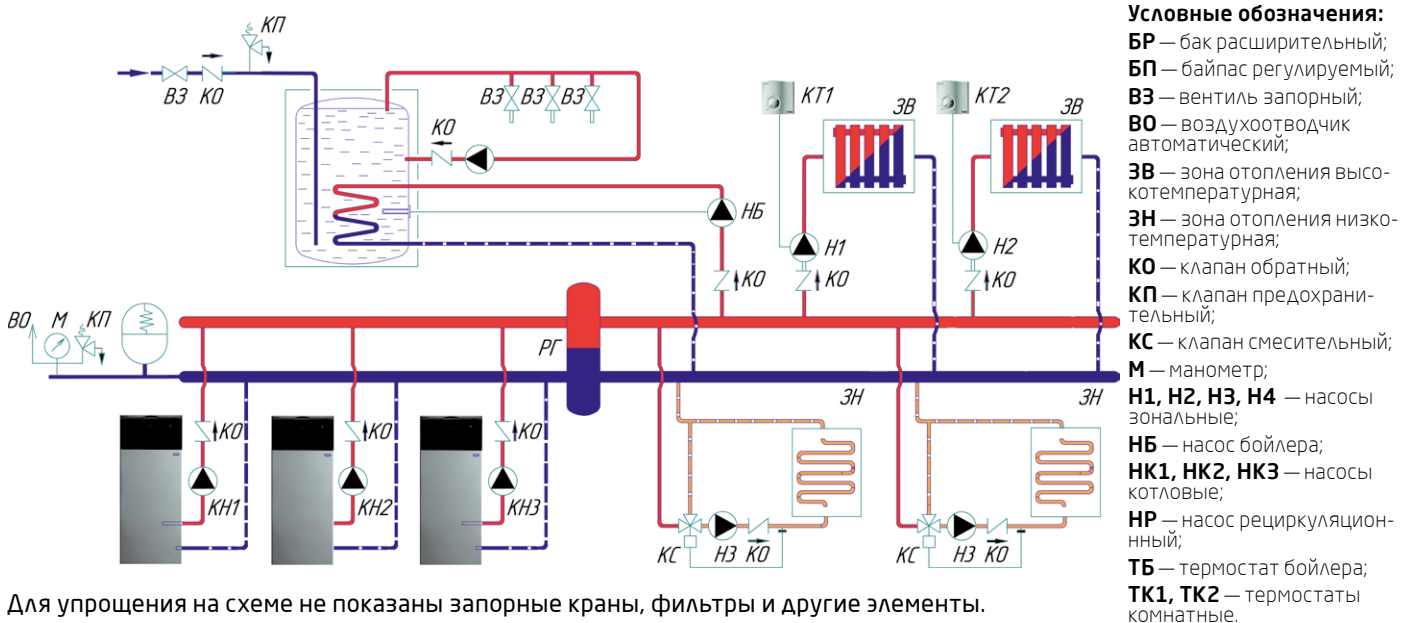 КП
ВЗ
КО
ВЗ ВЗ ВЗ
КО
НБ
КО
КТ1
ЗВ
Н1
КО
КТ2
ЗВ
Н2
КО
ВО М КП
РГ
КО
КН1
КО
КН2
КО
КН3
ЗН
КС Н3 КО
ЗН
КС Н3 КО
Для упрощения на схеме не показаны запорные краны, фильтры и другие элементы.
Условные обозначения:
БР — бак расширительный;
БП — байпас регулируемый;
ВЗ — вентиль запорный;
ВО — воздухоотводчик
автоматический;
ЗВ — зона отопления высо-
котемпературная;
ЗН — зона отопления низко-
температурная;
КО — клапан обратный;
КП — клапан предохрани-
тельный;
КС — клапан смесительный;
М — манометр;
Н1, Н2, Н3, Н4 — насосы
зональные;
НБ — насос бойлера;
НК1, НК2, НК3 — насосы
котловые;
НР — насос рециркуляцион-
нный;
ТБ — термостат бойлера;
ТК1, ТК2 — термостаты
комнатные.